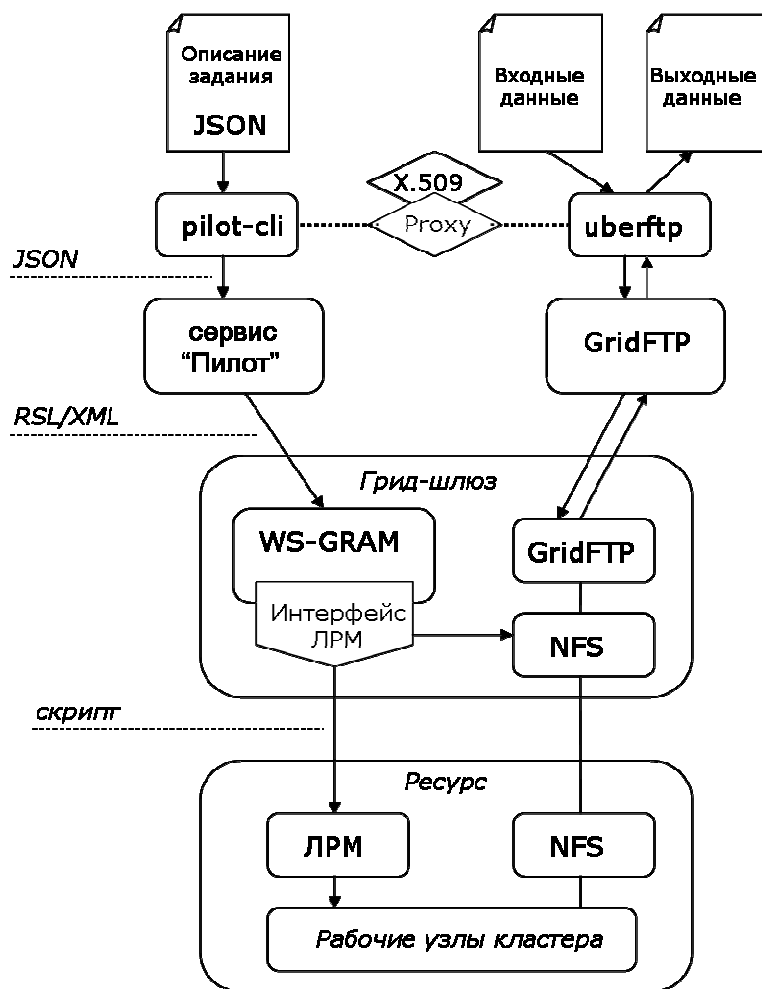 Описание
задания
JSON
Входные
данные
Выходные
данные
X.509
Proxy
pilot-cli
uberftp
JSON
сервис
“Пилот”
GridFTP
RSL/XML
Грид-шлюз
WS-GRAM
GridFTP
Интерфейс
ЛРМ
NFS
скрипт
Ресурс
ЛРМ
NFS
Рабочие узлы кластера